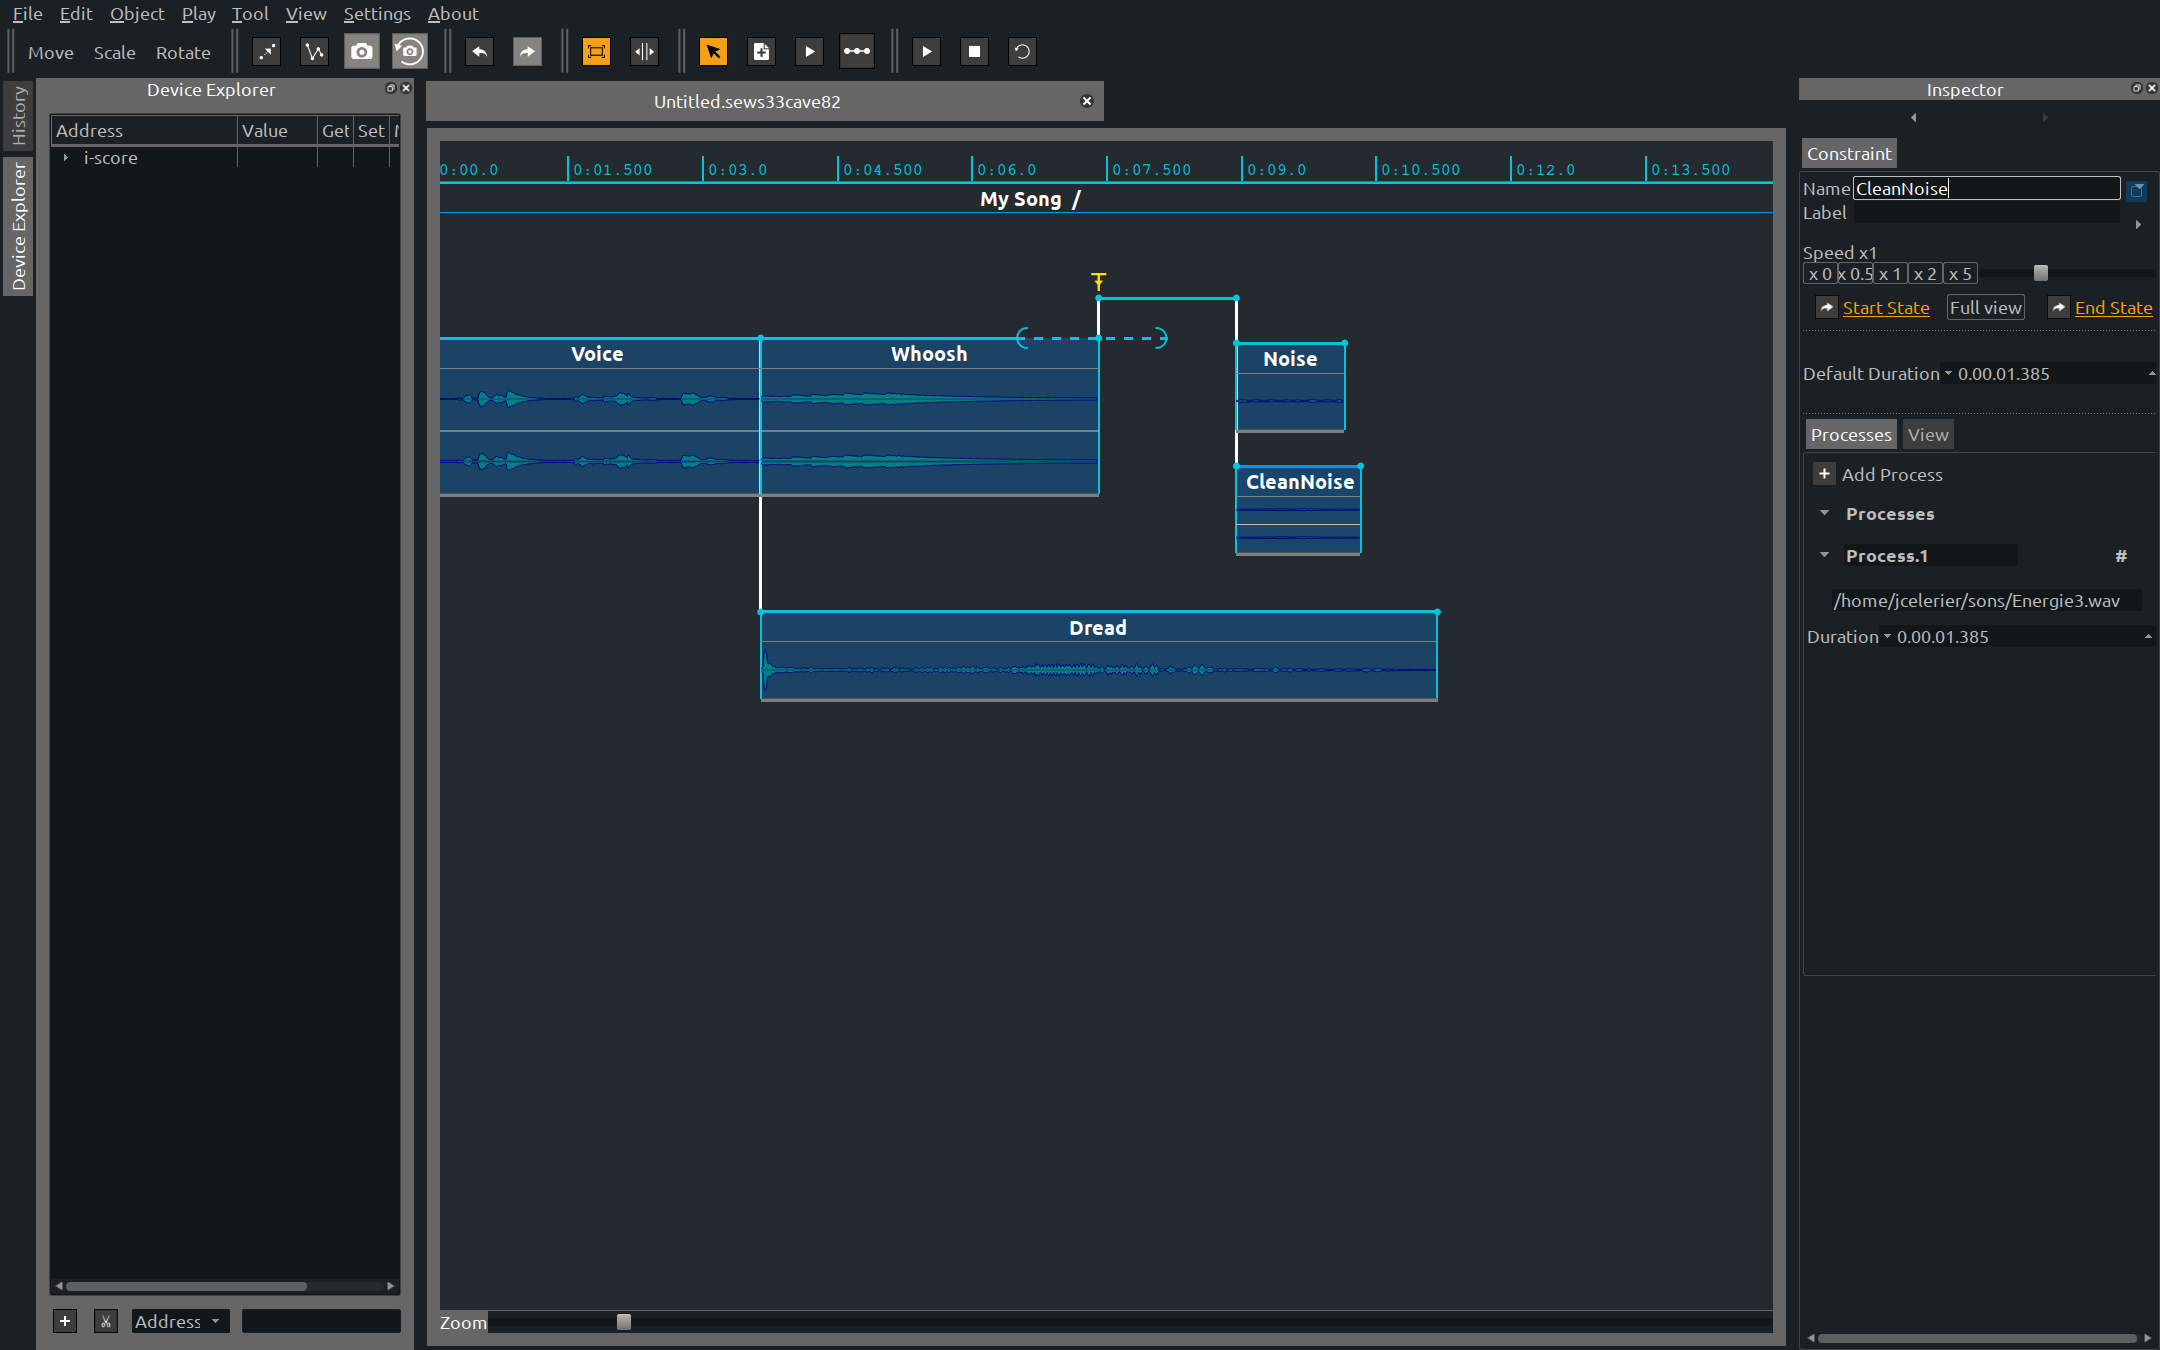 File Edit Object Play Tool View Settings About
Move Scale Rotate
History
Device Explorer
Device Explorer
Address Value Get Set
i-score
Address
Untitled.sews33cave82
0:00.0 0:01.500 0:03.0 0:04.500 0:06.0 0:07.500 0:09.0 0:10.500 0:12.0 0:13.500
My Song /
Voice Whoosh Noise
CleanNoise
Dread
Zoom
Inspector
Constraint
Name CleanNoise
Label
Speed x1
x 0 x 0.5 x 1 x 2 x 5
Start State Full view End State
Default Duration 0.00.01.385
Processes View
+ Add Process
Processes
Process.1 #
/home/jcelerier/sons/Energie3.wav
Duration 0.00.01.385